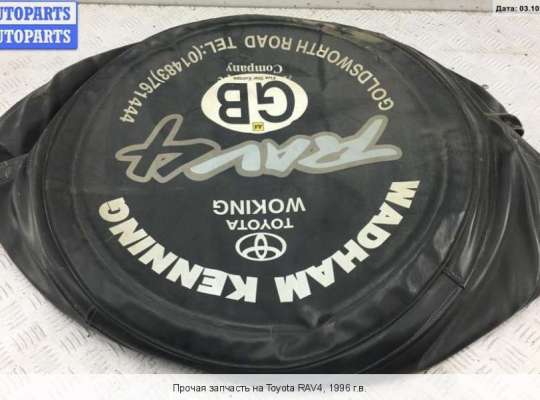 AUTOPARTS
AUTOPARTS
Дата: 03.10
WADHAM KENNING
TOYOTA
WOKING
RAV4
GB
Company
GOLDSWORTH ROAD TEL:(01483)761444
Прочая запчасть на Toyota RAV4, 1996 г.в.